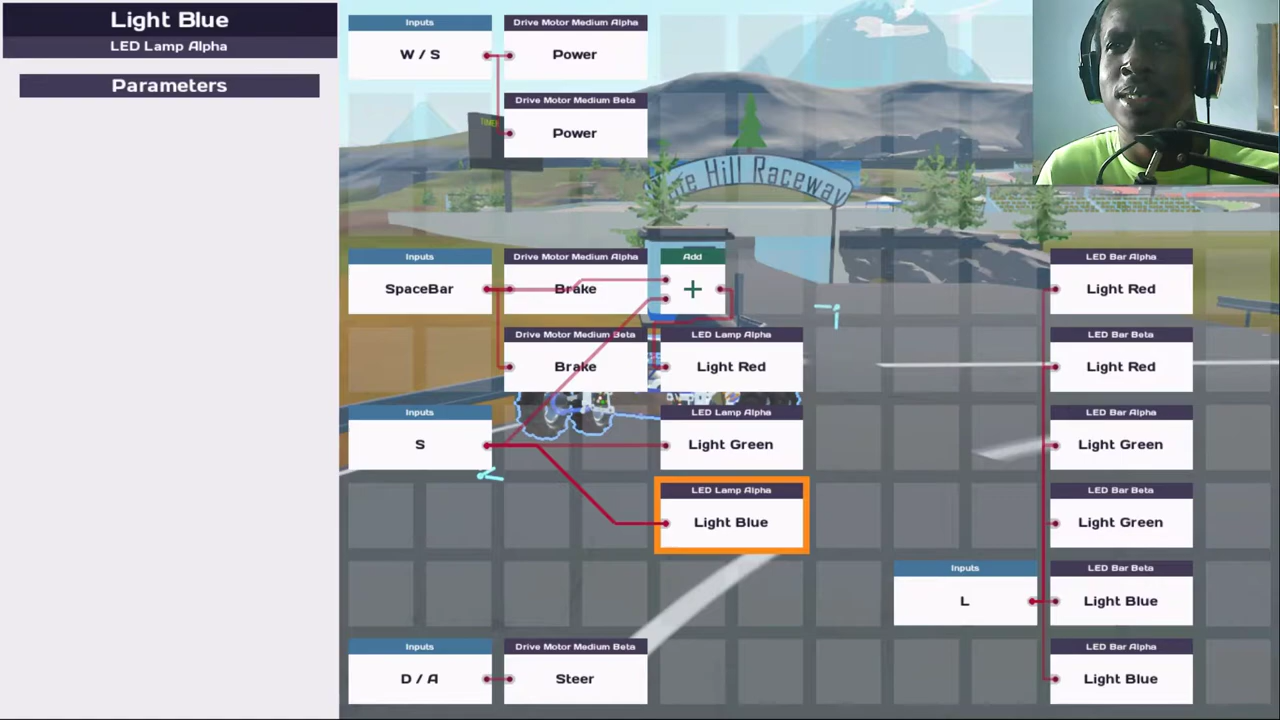 Light Blue
LED Lamp Alpha
Parameters
Inputs
W / S
Drive Motor Medium Alpha
Power
Drive Motor Medium Beta
Power
TIMER
Hill Raceway
Inputs
SpaceBar
Drive Motor Medium Alpha
Brake
Add
+
Drive Motor Medium Beta
Brake
LED Lamp Alpha
Light Red
Inputs
S
LED Lamp Alpha
Light Green
LED Lamp Alpha
Light Blue
Inputs
D / A
Drive Motor Medium Beta
Steer
Inputs
L
LED Bar Alpha
Light Red
LED Bar Beta
Light Red
LED Bar Alpha
Light Green
LED Bar Beta
Light Green
LED Bar Beta
Light Blue
LED Bar Alpha
Light Blue